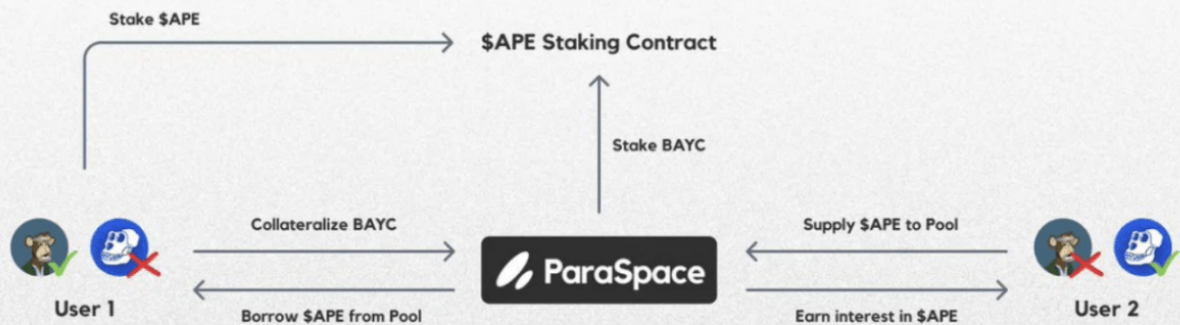 Stake $APE
$APE Staking Contract
Stake BAYC
Collateralize BAYC
Supply $APE to Pool
ParaSpace
User 1
Borrow $APE from Pool
Earn interest in $APE
User 2